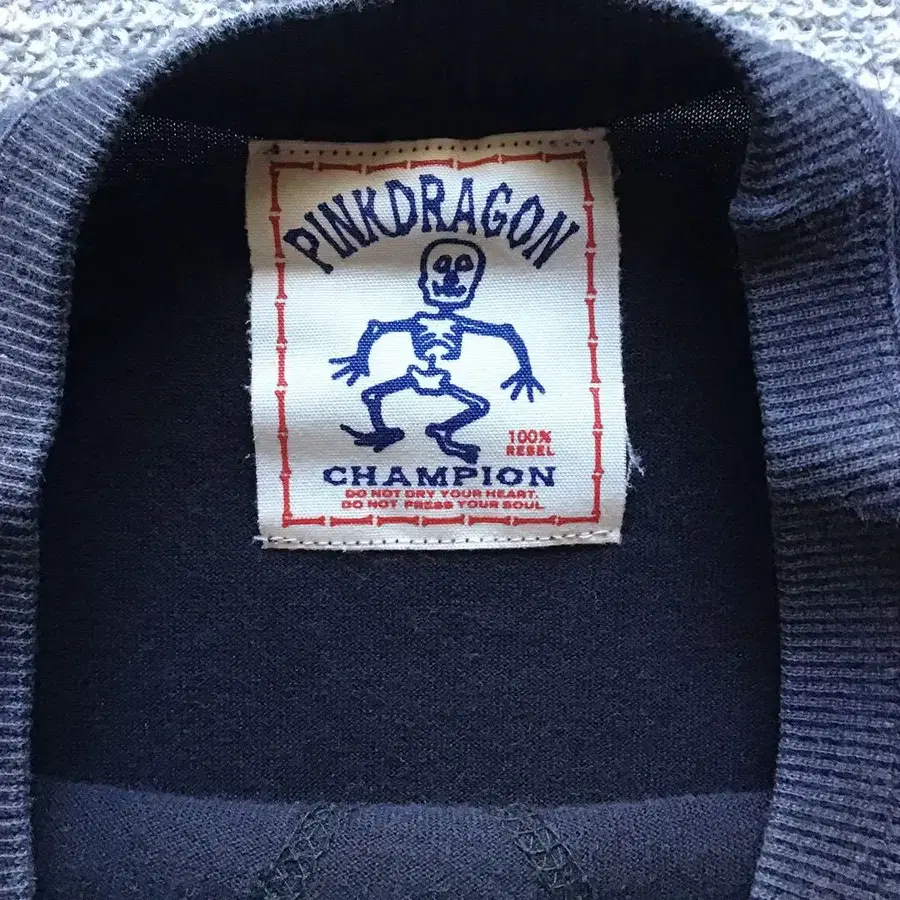 PINKDRAGON
100%
REBEL
CHAMPION
DO NOT DRY YOUR HEART.
DO NOT PRESS YOUR SOUL